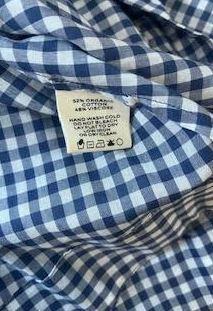 52% ORGANIC
COTTON
48% VISCOSE
HAND WASH COLD
DO NOT BLEACH
LAY FLAT TO DRY
LOW IRON
OR DRY CLEAN